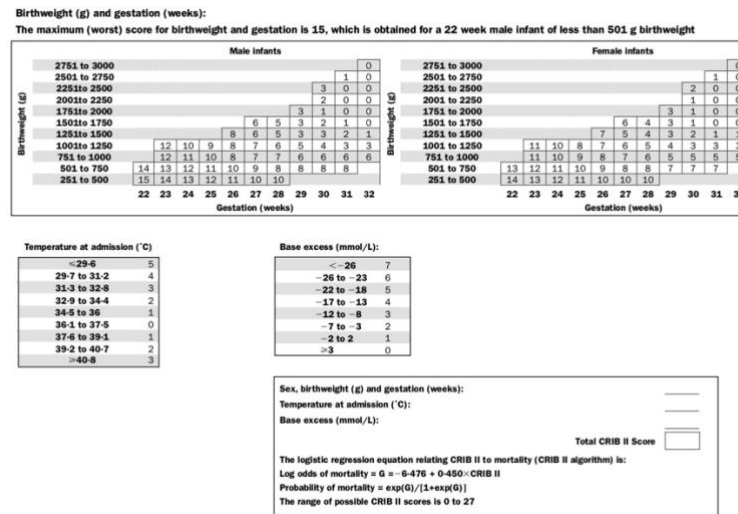 Birthweight (g) and gestation (weeks):
The maximum (worst) score for birthweight and gestation is 15, which is obtained for a 22 week male infant of less than 501 g birthweight
Male infants
Birthweight (g)
2751 to 3000 0
2501 to 2750 1 0
2251to 2500 3 0 0
2001to 2250 2 0 0
1751to 2000 3 1 0 0
1501to 1750 6 5 3 2 1 0
1251to 1500 8 6 5 3 3 2 1
1001to 1250 12 10 9 8 7 6 5 4 3 3
751 to 1000 12 11 10 8 7 7 6 6 6 6
501 to 750 14 13 12 11 10 9 8 8 8 8
251 to 500 15 14 13 12 11 10 10
22 23 24 25 26 27 28 29 30 31 32
Gestation (weeks)
Female infants
Birthweight (g)
2751 to 3000
2501 to 2750 1
2251 to 2500 2 0
2001 to 2250 1 0
1751 to 2000 3 1 0
1501 to 1750 6 4 3 1 0
1251 to 1500 7 5 4 3 2 1
1001 to 1250 11 10 8 7 6 5 4 3 3
751 to 1000 11 10 9 8 7 6 5 5 5
501 to 750 13 12 11 10 9 8 8 7 7 7
251 to 500 14 13 12 11 10 10 10
22 23 24 25 26 27 28 29 30 31
Gestation (weeks)
Temperature at admission (˚C)
≤29·6 5
29·7 to 31·2 4
31·3 to 32·8 3
32·9 to 34·4 2
34·5 to 36 1
36·1 to 37·5 0
37·6 to 39·1 1
39·2 to 40·7 2
≥40·8 3
Base excess (mmol/L):
<−26 7
−26 to −23 6
−22 to −18 5
−17 to −13 4
−12 to −8 3
−7 to −3 2
−2 to 2 1
≥3 0
Sex, birthweight (g) and gestation (weeks):
Temperature at admission (˚C):
Base excess (mmol/L):
Total CRIB II Score
The logistic regression equation relating CRIB II to mortality (CRIB II algorithm) is:
Log odds of mortality = G =−6·476 + 0·450×CRIB II
Probability of mortality = exp(G)/[1+exp(G)]
The range of possible CRIB II scores is 0 to 27